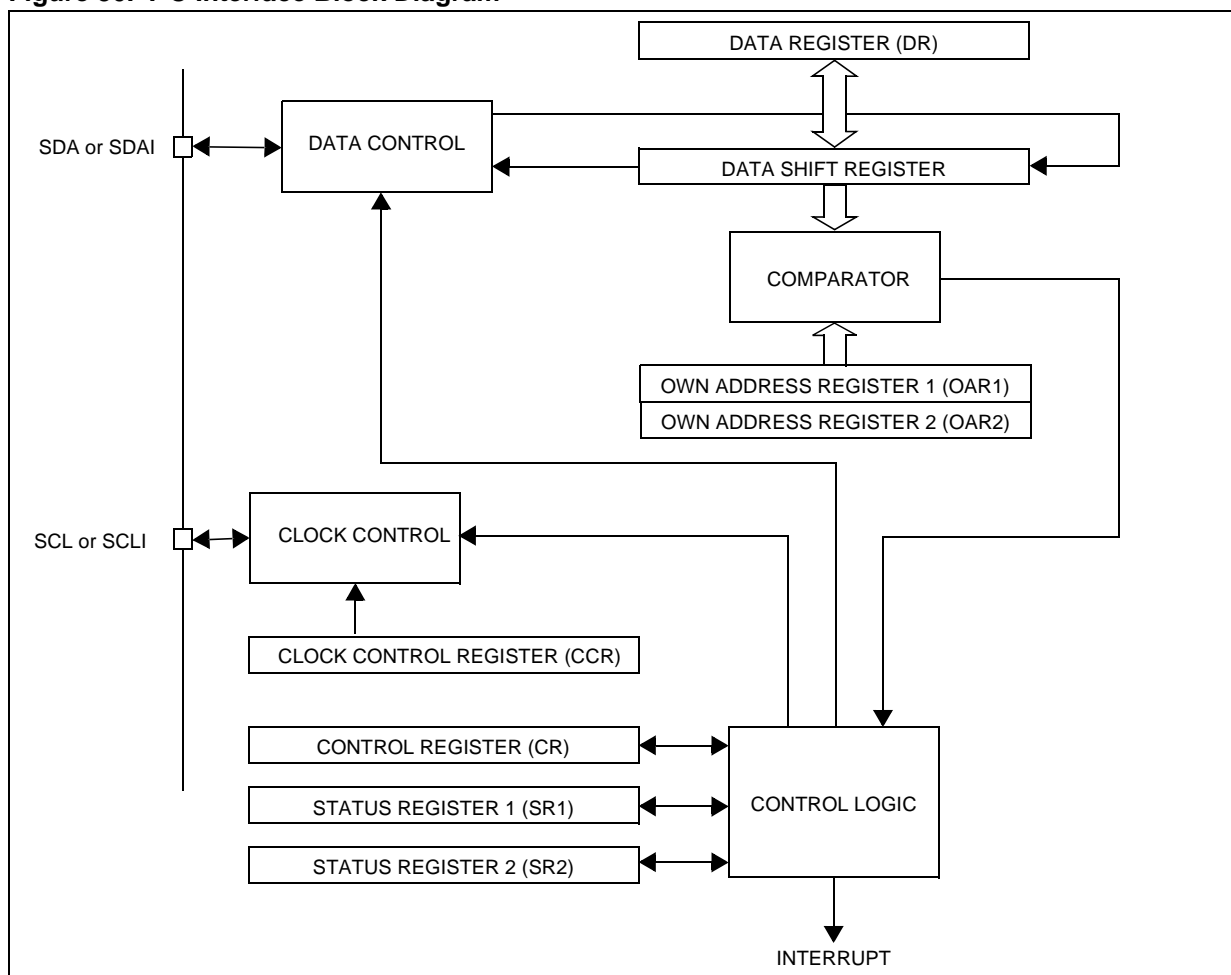 DATA REGISTER (DR)
SDA or SDAI
DATA CONTROL
DATA SHIFT REGISTER
COMPARATOR
OWN ADDRESS REGISTER 1 (OAR1)
OWN ADDRESS REGISTER 2 (OAR2)
SCL or SCLI
CLOCK CONTROL
CLOCK CONTROL REGISTER (CCR)
CONTROL REGISTER (CR)
STATUS REGISTER 1 (SR1)
CONTROL LOGIC
STATUS REGISTER 2 (SR2)
INTERRUPT